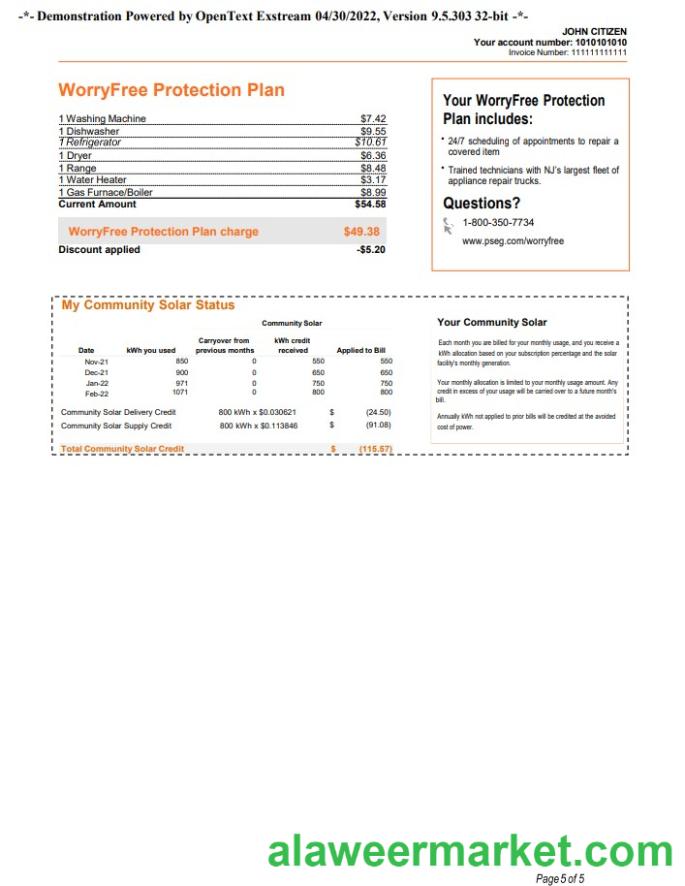 -*- Demonstration Powered by OpenText Exstream 04/30/2022, Version 9.5.303 32-bit -*-
JOHN CITIZEN
Your account number: 1010101010
Invoice Number: 111111111111
WorryFree Protection Plan
1 Washing Machine $7.42
1 Dishwasher $9.55
1 Refrigerator $10.61
1 Dryer $6.36
1 Range $8.48
1 Water Heater $3.17
1 Gas Furnace/Boiler $8.99
Current Amount $54.58
WorryFree Protection Plan charge $49.38
Discount applied -$5.20
Your WorryFree Protection
Plan includes:
* 24/7 scheduling of appointments to repair a
covered item
* Trained technicians with NJ's largest fleet of
appliance repair trucks.
Questions?
1-800-350-7734
www.pseg.com/worryfree
My Community Solar Status
Community Solar
Date kWh you used Carryover from previous months kWh credit received Applied to Bill
Nov-21 850 0 550 550
Dec-21 900 0 650 650
Jan-22 971 0 750 750
Feb-22 1071 0 800 800
Community Solar Delivery Credit 800 kWh x $0.030621 $ (24.50)
Community Solar Supply Credit 800 kWh x $0.113846 $ (91.08)
Total Community Solar Credit $ (115.57)
Your Community Solar
Each month you are billed for your monthly usage, and you receive a
kWh allocation based on your subscription percentage and the solar
facility's monthly generation.
Your monthly allocation is limited to your monthly usage amount. Any
credit in excess of your usage will be carried over to a future month's
bill.
Annually kWh not applied to prior bills will be credited at the avoided
cost of power.
alaweermarket.com
Page 5 of 5